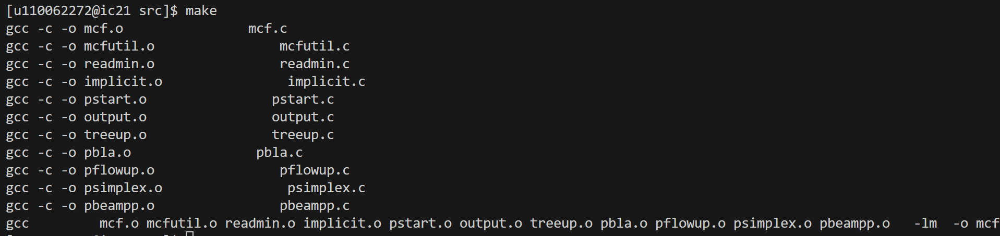 [u110062272@ic21 src]$ make
gcc -c -o mcf.o                mcf.c
gcc -c -o mcfutil.o                mcfutil.c
gcc -c -o readmin.o                readmin.c
gcc -c -o implicit.o                implicit.c
gcc -c -o pstart.o                pstart.c
gcc -c -o output.o                output.c
gcc -c -o treeup.o                treeup.c
gcc -c -o pbla.o                pbla.c
gcc -c -o pflowup.o                pflowup.c
gcc -c -o psimplex.o                psimplex.c
gcc -c -o pbeampp.o                pbeampp.c
gcc         mcf.o mcfutil.o readmin.o implicit.o pstart.o output.o treeup.o pbla.o pflowup.o psimplex.o pbeampp.o   -lm  -o mcf